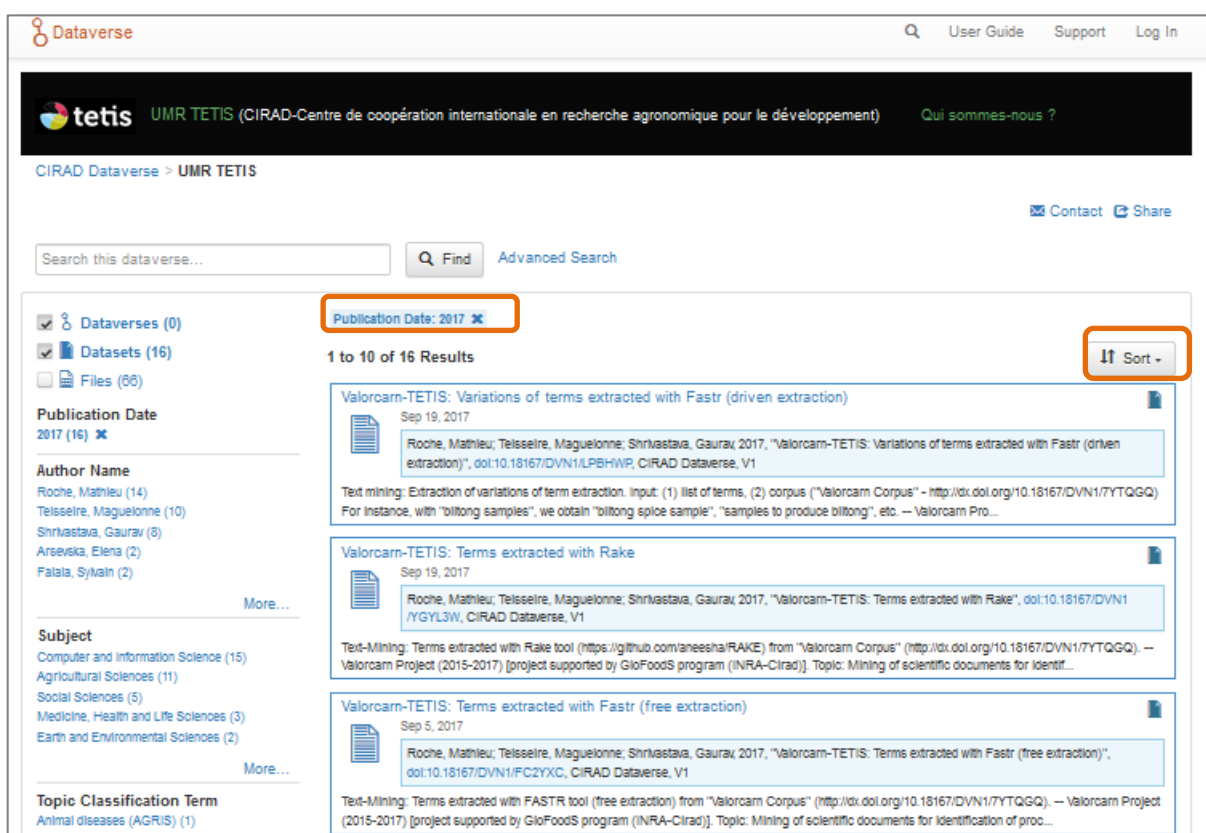 Dataverse
User Guide Support Log In
tetis UMR TETIS (CIRAD-Centre de coopération internationale en recherche agronomique pour le développement) Qui sommes-nous ?
CIRAD Dataverse > UMR TETIS
Contact Share
Search this dataverse... Find Advanced Search
Dataverses (0)
Datasets (16)
Files (66)
Publication Date
2017 (16) ✖
Author Name
Roche, Mathieu (14)
Teisseire, Maguelonne (10)
Shrivastava, Gaurav (8)
Arsevska, Elena (2)
Falala, Sylvain (2)
More...
Subject
Computer and Information Science (15)
Agricultural Sciences (11)
Social Sciences (5)
Medicine, Health and Life Sciences (3)
Earth and Environmental Sciences (2)
More...
Topic Classification Term
Animal diseases (AGRIS) (1)
Publication Date: 2017 ✖
1 to 10 of 16 Results
Sort
Valorcarn-TETIS: Variations of terms extracted with Fastr (driven extraction)
Sep 19, 2017
Roche, Mathieu; Teisseire, Maguelonne; Shrivastava, Gaurav, 2017, "Valorcarn-TETIS: Variations of terms extracted with Fastr (driven
extraction)", doi:10.18167/DVN1/LPBHWP, CIRAD Dataverse, V1
Text mining: Extraction of variations of term extraction. Input: (1) list of terms, (2) corpus ("Valorcarn Corpus" - http://dx.doi.org/10.18167/DVN1/7YTQGQ)
For instance, with "biltong samples", we obtain "biltong spice sample", "samples to produce biltong", etc. -- Valorcarn Pro...
Valorcarn-TETIS: Terms extracted with Rake
Sep 19, 2017
Roche, Mathieu; Teisseire, Maguelonne; Shrivastava, Gaurav, 2017, "Valorcarn-TETIS: Terms extracted with Rake", doi:10.18167/DVN1
/YGYL3W, CIRAD Dataverse, V1
Text-Mining: Terms extracted with Rake tool (https://github.com/aneesha/RAKE) from "Valorcarn Corpus" (http://dx.doi.org/10.18167/DVN1/7YTQGQ). --
Valorcarn Project (2015-2017) [project supported by GloFoodS program (INRA-Cirad)]. Topic: Mining of scientific documents for identif...
Valorcarn-TETIS: Terms extracted with Fastr (free extraction)
Sep 5, 2017
Roche, Mathieu; Teisseire, Maguelonne; Shrivastava, Gaurav, 2017, "Valorcarn-TETIS: Terms extracted with Fastr (free extraction)",
doi:10.18167/DVN1/FC2YXC, CIRAD Dataverse, V1
Text-Mining: Terms extracted with FASTR tool (free extraction) from "Valorcarn Corpus" (http://dx.doi.org/10.18167/DVN1/7YTQGQ). -- Valorcarn Project
(2015-2017) [project supported by GloFoodS program (INRA-Cirad)]. Topic: Mining of scientific documents for identification of proc...